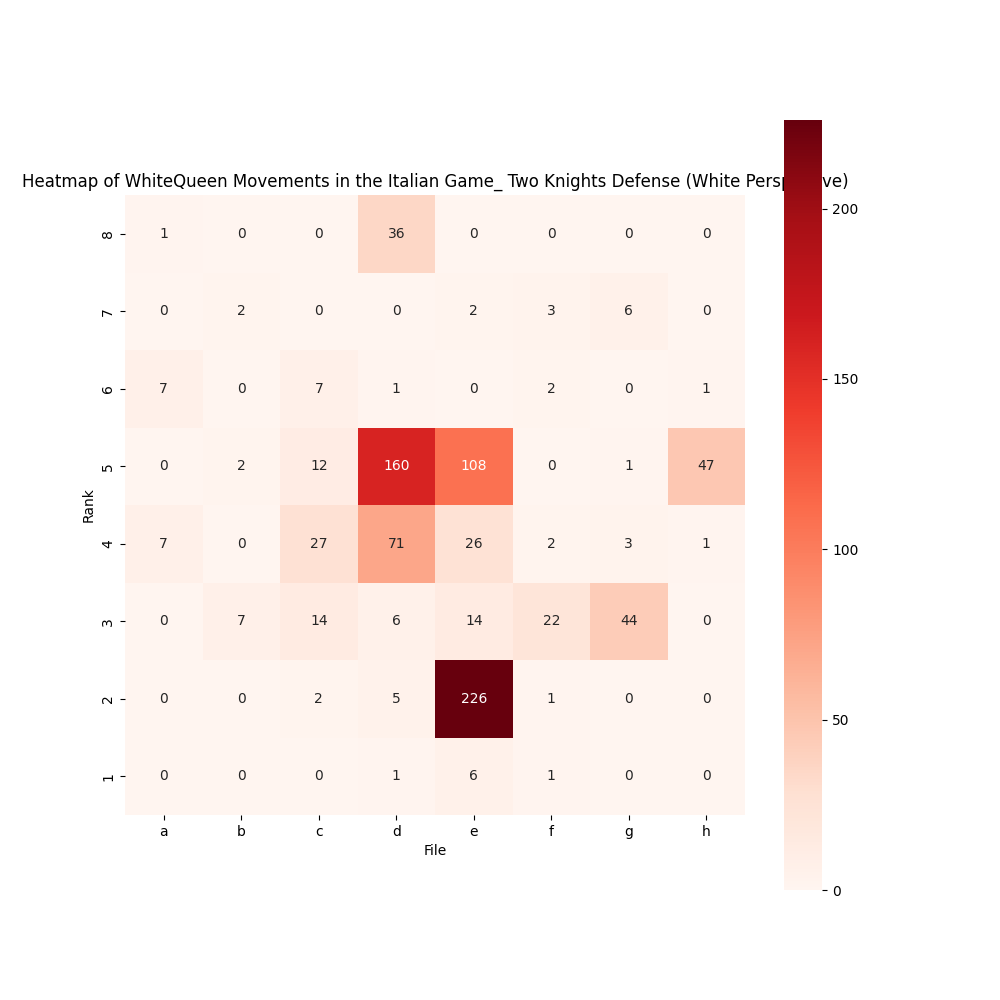 Heatmap of WhiteQueen Movements in the Italian Game_ Two Knights Defense (White Perspective)
8 1 0 0 36 0 0 0 0
7 0 2 0 0 2 3 6 0
6 7 0 7 1 0 2 0 1
5 0 2 12 160 108 0 1 47
4 7 0 27 71 26 2 3 1
3 0 7 14 6 14 22 44 0
2 0 0 2 5 226 1 0 0
1 0 0 0 1 6 1 0 0
a b c d e f g h
File
Rank
200
150
100
50
0